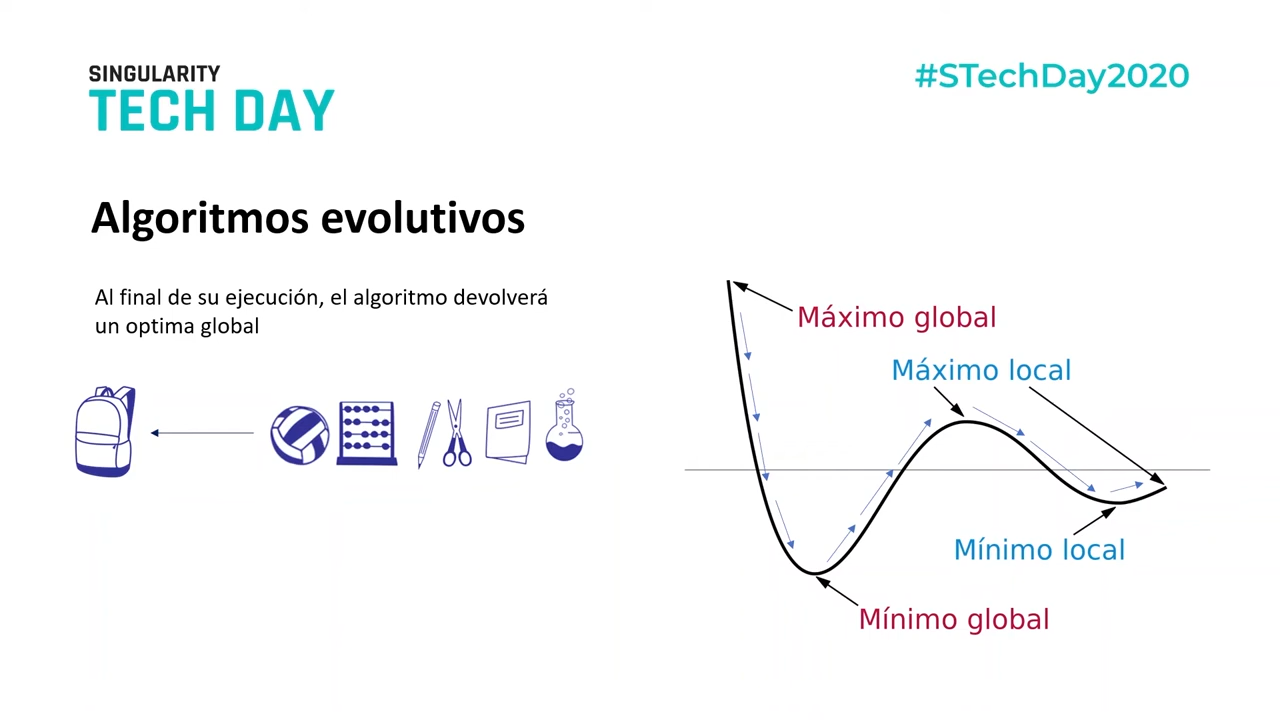 SINGULARITY
TECH DAY
#STechDay2020
Algoritmos evolutivos
Al final de su ejecución, el algoritmo devolverá
un optima global
Máximo global
Máximo local
Mínimo local
Mínimo global